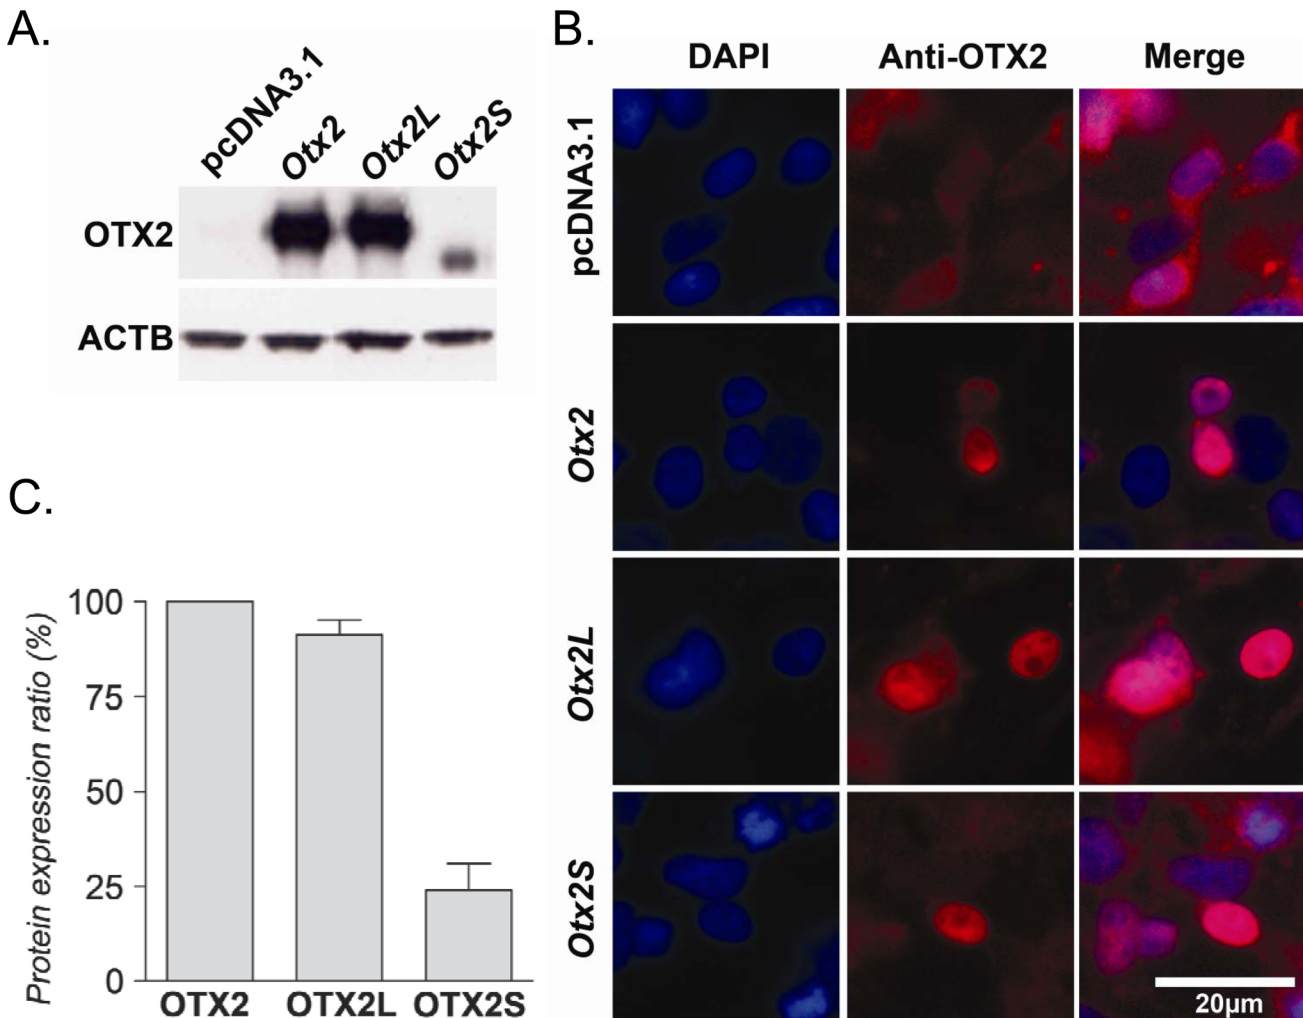 A.
pcDNA3.1
Otx2
Otx2L
Otx2S
OTX2
ACTB
B.
DAPI
Anti-OTX2
Merge
pcDNA3.1
Otx2
Otx2L
Otx2S
20µm
C.
Protein expression ratio (%)
100
75
50
25
0
OTX2
OTX2L
OTX2S